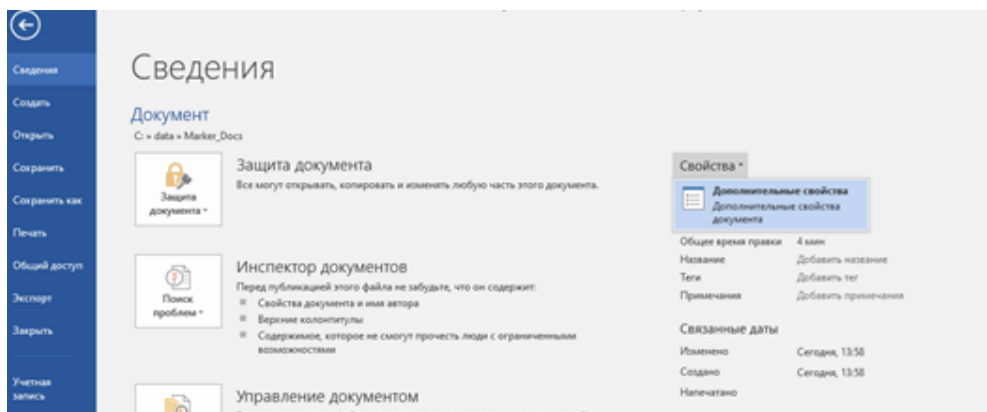 Сведения
Создать
Открыть
Сохранить
Сохранить как
Печать
Общий доступ
Экспорт
Закрыть
Учетная
запись
Сведения
Документ
C: » data » Marker_Docs
Защита
документа
Защита документа
Все могут открывать, копировать и изменять любую часть этого документа.
Поиск
проблем
Инспектор документов
Перед публикацией этого файла не забудьте, что он содержит:
Свойства документа и имя автора
Верхние колонтитулы
Содержимое, которое не смогут прочесть люди с ограниченными
возможностями
Управление документом
Свойства
Дополнительные свойства
Дополнительные свойства
документа
Общее время правки 4 мин
Название Добавить название
Теги Добавить тег
Примечания Добавить примечания
Связанные даты
Изменено Сегодня, 13:58
Создано Сегодня, 13:58
Напечатано